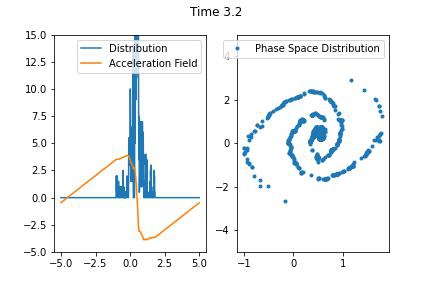 Time 3.2
15.0
12.5
10.0
7.5
5.0
2.5
0.0
−2.5
−5.0
−5.0 −2.5 0.0 2.5 5.0
Distribution
Acceleration Field
4
2
0
−2
−4
−1 0 1
Phase Space Distribution